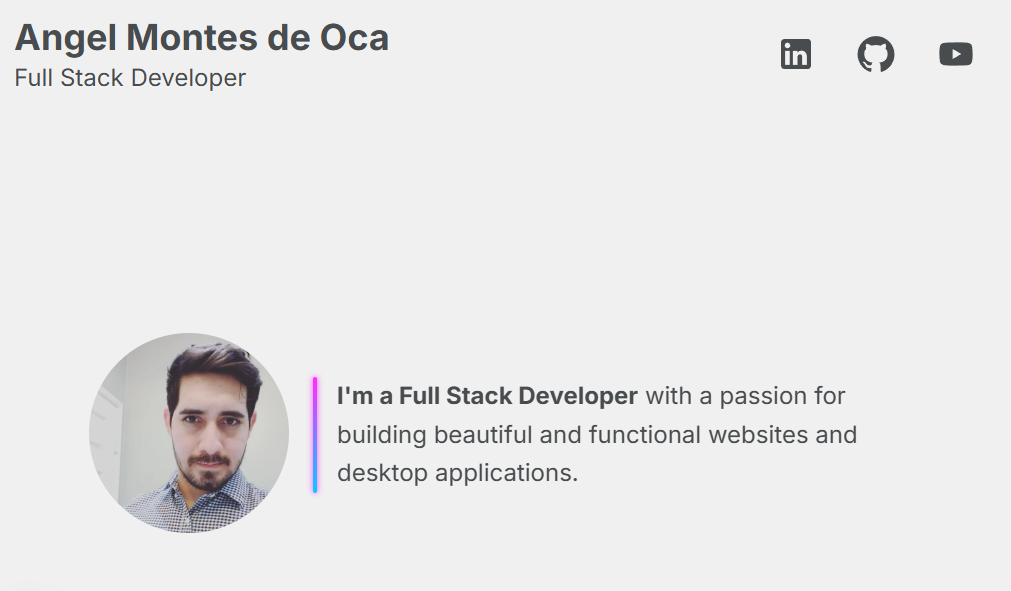 Angel Montes de Oca
Full Stack Developer
I'm a Full Stack Developer with a passion for
building beautiful and functional websites and
desktop applications.